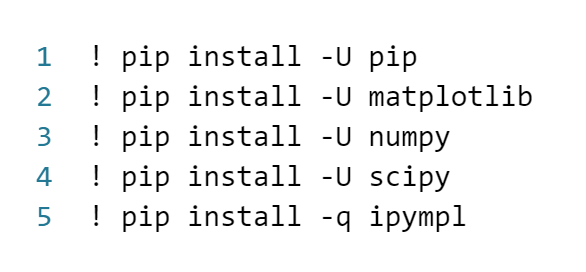 1 ! pip install -U pip
2 ! pip install -U matplotlib
3 ! pip install -U numpy
4 ! pip install -U scipy
5 ! pip install -q ipympl